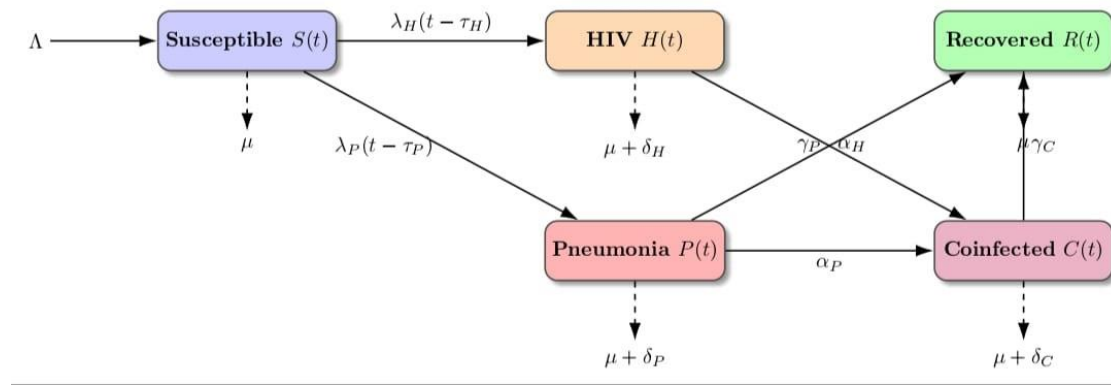 λ_H(t − τ_H)
Λ Susceptible S(t) HIV H(t) Recovered R(t)
μ λ_P(t − τ_P) μ + δ_H γ_P α_H μ γ_C
Pneumonia P(t) α_P Coinfected C(t)
μ + δ_P μ + δ_C